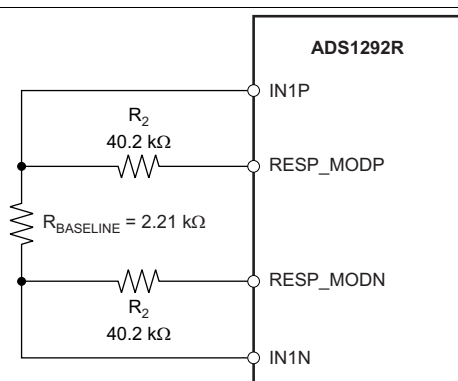 ADS1292R
IN1P
R2
40.2 kΩ
RESP_MODP
RBASELINE = 2.21 kΩ
RESP_MODN
R2
40.2 kΩ
IN1N